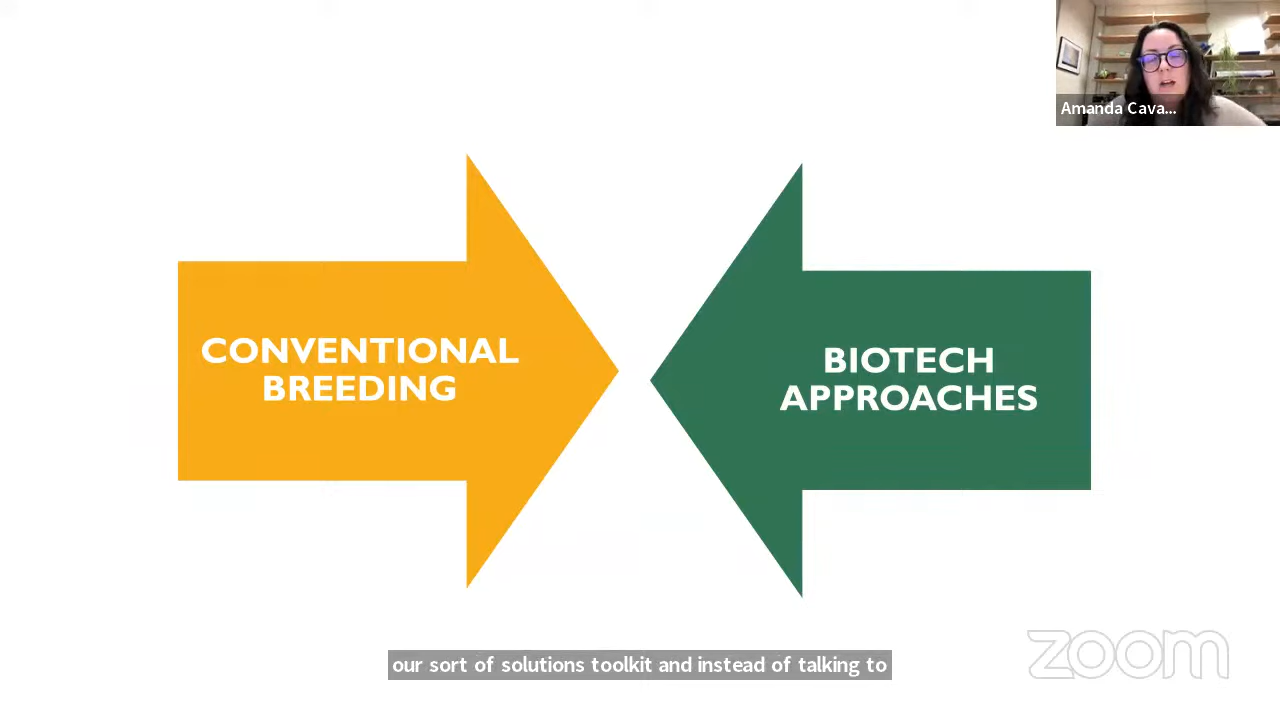 Amanda Cava...
CONVENTIONAL
BREEDING
BIOTECH
APPROACHES
our sort of solutions toolkit and instead of talking to
zoom